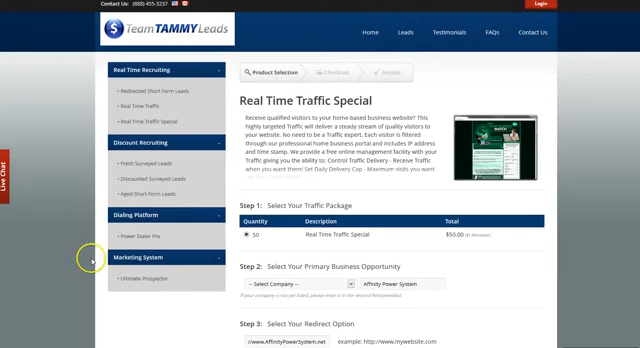 Contact Us: (888) 455-3237
Login
Team TAMMY Leads
Home
Leads
Testimonials
FAQs
Contact Us
Real Time Recruiting -
• Redirected Short Form Leads
• Real Time Traffic
• Real Time Traffic Special
Discount Recruiting -
• Fresh Surveyed Leads
• Discounted Surveyed Leads
• Aged Short Form Leads
Dialing Platform -
• Power Dialer Pro
Marketing System -
• Ultimate Prospector
Live Chat
Product Selection
Checkout
Receipt
Real Time Traffic Special
Receive qualified visitors to your home-based business website? This
highly targeted Traffic will deliver a steady stream of quality visitors to
your website. No need to be a Traffic expert. Each visitor is filtered
through our professional home business portal and includes IP address
and time stamp. We provide a free online management facility with your
Traffic giving you the ability to: Control Traffic Delivery - Receive Traffic
when you want them! Set Daily Delivery Cap - Maximum visits you want
MATCH
Step 1: Select Your Traffic Package
Quantity Description Total
50 Real Time Traffic Special $50.00
Step 2: Select Your Primary Business Opportunity
-- Select Company --
Affinity Power System
If your company is not yet listed, please enter it in the second field provided.
Step 3: Select Your Redirect Option
//www.AffinityPowerSystem.net
example: http://www.mywebsite.com